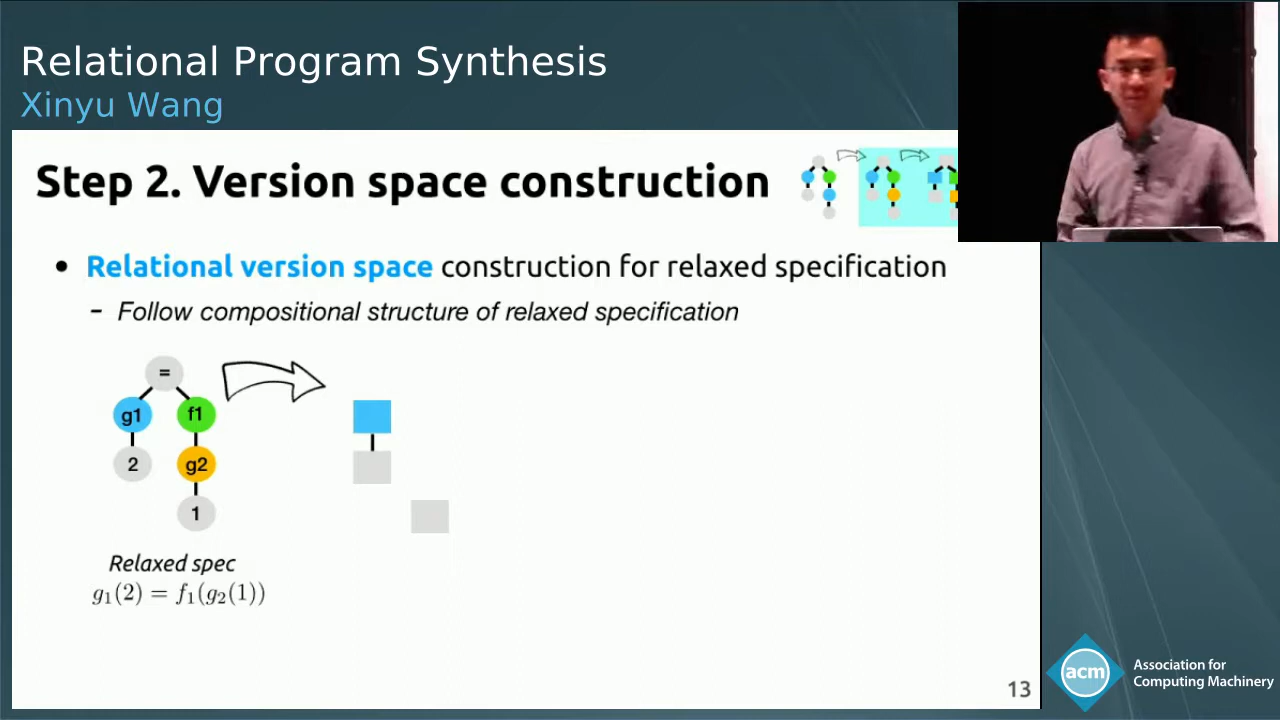 Relational Program Synthesis
Xinyu Wang
Step 2. Version space construction
• Relational version space construction for relaxed specification
– Follow compositional structure of relaxed specification
=
g1 f1
2 g2
1
Relaxed spec
g₁(2) = f₁(g₂(1))
13
acm
Association for
Computing Machinery